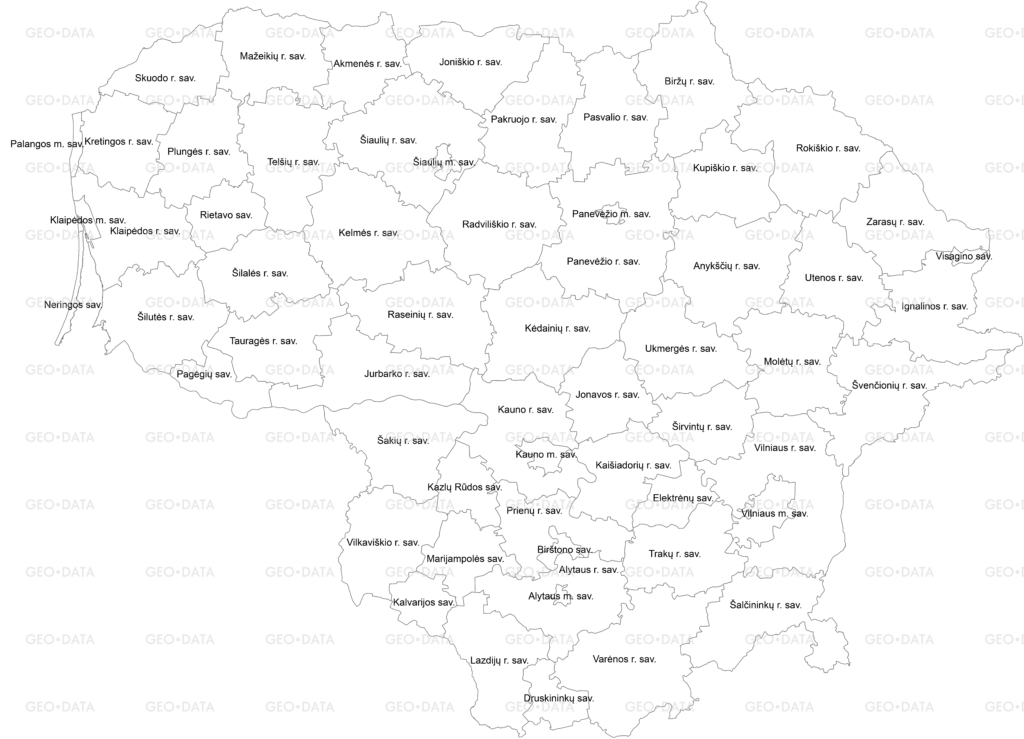 Mažeikių r. sav.
Akmenės r. sav.
Joniškio r. sav.
Skuodo r. sav.
Biržų r. sav.
Pakruojo r. sav.
Pasvalio r. sav.
Palangos m. sav.
Kretingos r. sav.
Plungės r. sav.
Telšių r. sav.
Šiaulių r. sav.
Šiaulių m. sav.
Kupiškio r. sav.
Rokiškio r. sav.
Klaipėdos m. sav.
Klaipėdos r. sav.
Rietavo sav.
Kelmės r. sav.
Radviliškio r. sav.
Panevėžio m. sav.
Panevėžio r. sav.
Zarasų r. sav.
Visagino sav.
Anykščių r. sav.
Utenos r. sav.
Ignalinos r. sav.
Šilalės r. sav.
Neringos sav.
Šilutės r. sav.
Raseinių r. sav.
Kėdainių r. sav.
Tauragės r. sav.
Ukmergės r. sav.
Molėtų r. sav.
Pagėgių sav.
Jurbarko r. sav.
Švenčionių r. sav.
Jonavos r. sav.
Kauno r. sav.
Širvintų r. sav.
Šakių r. sav.
Vilniaus r. sav.
Kauno m. sav.
Kaišiadorių r. sav.
Kazlų Rūdos sav.
Elektrėnų sav.
Prienų r. sav.
Vilniaus m. sav.
Vilkaviškio r. sav.
Marijampolės sav.
Birštono sav.
Trakų r. sav.
Alytaus r. sav.
Alytaus m. sav.
Kalvarijos sav.
Šalčininkų r. sav.
Lazdijų r. sav.
Varėnos r. sav.
Druskininkų sav.
GEO•DATA